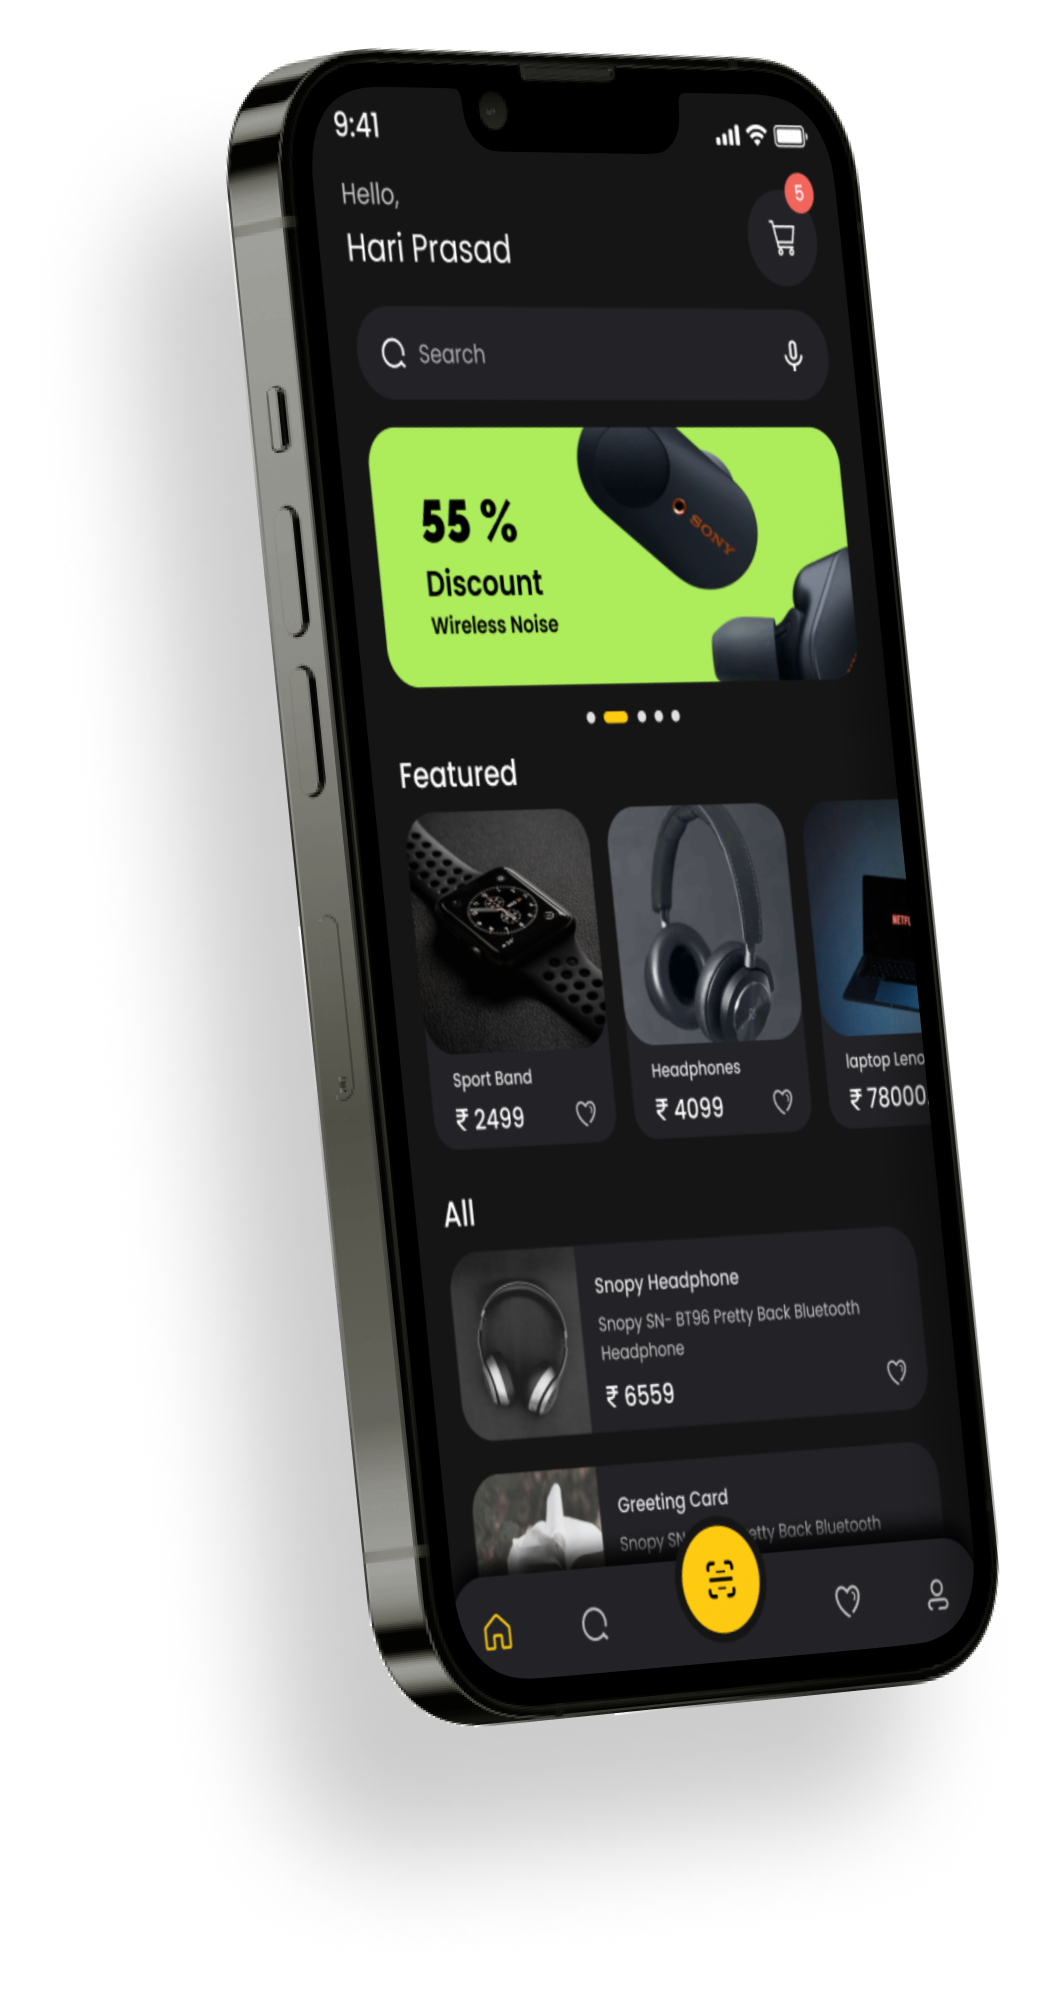 9:41
5
Hello,
Hari Prasad
Search
55 %
Discount
Wireless Noise
SONY
Featured
NETFL
Sport Band
₹ 2499
Headphones
₹ 4099
laptop Leno
₹ 78000.
All
Snopy Headphone
Snopy SN- BT96 Pretty Back Bluetooth
Headphone
₹ 6559
Greeting Card
Snopy SN etty Back Bluetooth